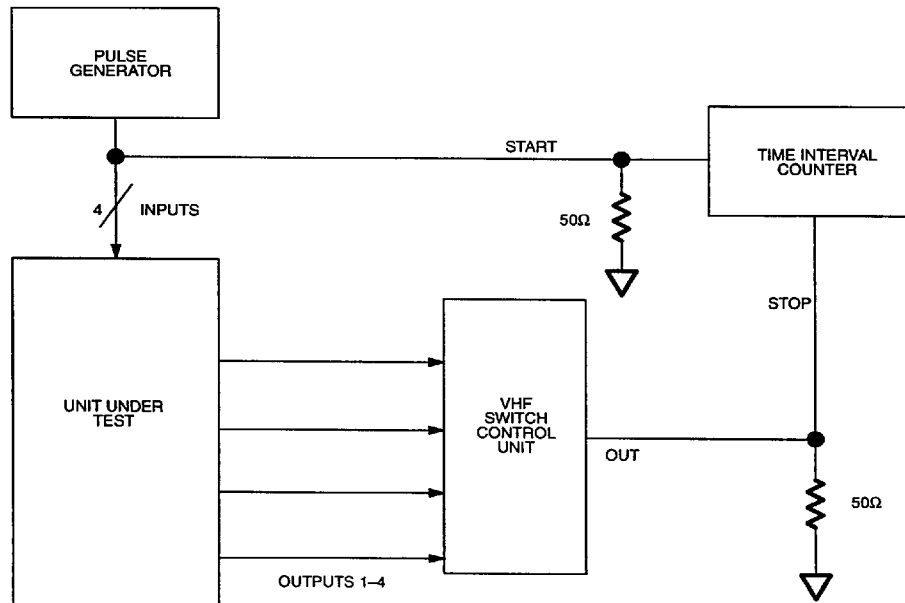 PULSE
GENERATOR
START
TIME INTERVAL
COUNTER
4
INPUTS
50Ω
STOP
UNIT UNDER
TEST
VHF
SWITCH
CONTROL
UNIT
OUT
50Ω
OUTPUTS 1–4